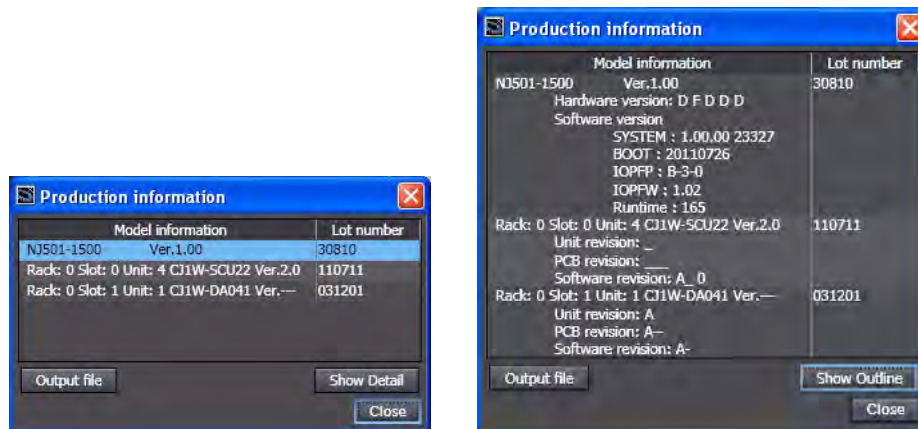 Production information
Model information Lot number
NJ501-1500 Ver.1.00 30810
Rack: 0 Slot: 0 Unit: 4 CJ1W-SCU22 Ver.2.0 110711
Rack: 0 Slot: 1 Unit: 1 CJ1W-DA041 Ver.--- 031201
Output file Show Detail
Close
Production information
Model information Lot number
NJ501-1500 Ver.1.00 30810
Hardware version: D F D D D
Software version
SYSTEM : 1.00.00 23327
BOOT : 20110726
IOPFP : B-3-0
IOPFW : 1.02
Runtime : 165
Rack: 0 Slot: 0 Unit: 4 CJ1W-SCU22 Ver.2.0 110711
Unit revision: _
PCB revision: ___
Software revision: A_ 0
Rack: 0 Slot: 1 Unit: 1 CJ1W-DA041 Ver.--- 031201
Unit revision: A
PCB revision: A--
Software revision: A-
Output file Show Outline
Close